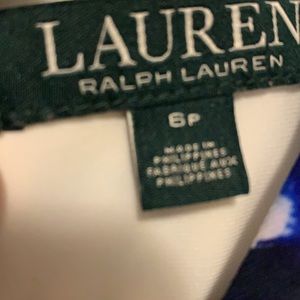 LAUREN
RALPH LAUREN
6P
MADE IN
PHILIPPINES
FABRIQUE AUX
PHILIPPINES